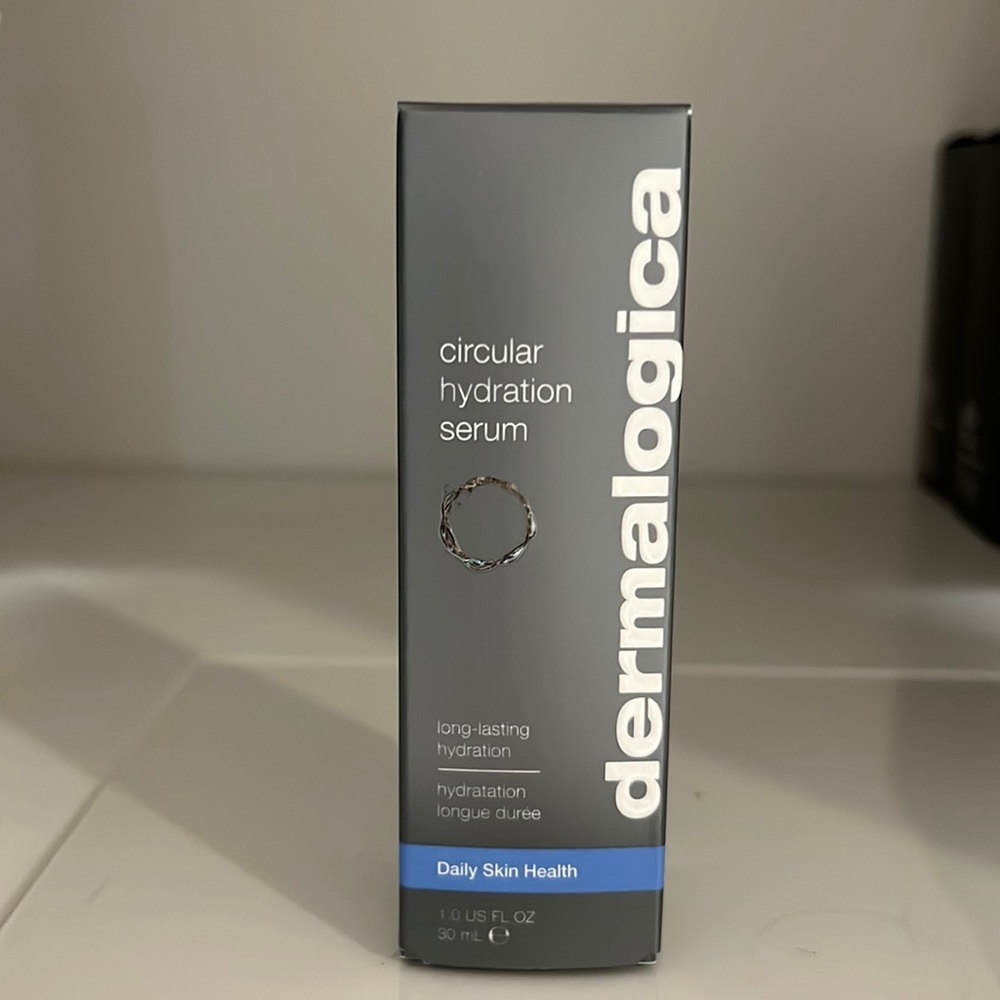 circular
hydration
serum
dermalogica
long-lasting
hydration
hydratation
longue durée
Daily Skin Health
1.0 US FL OZ
30 mL ℮